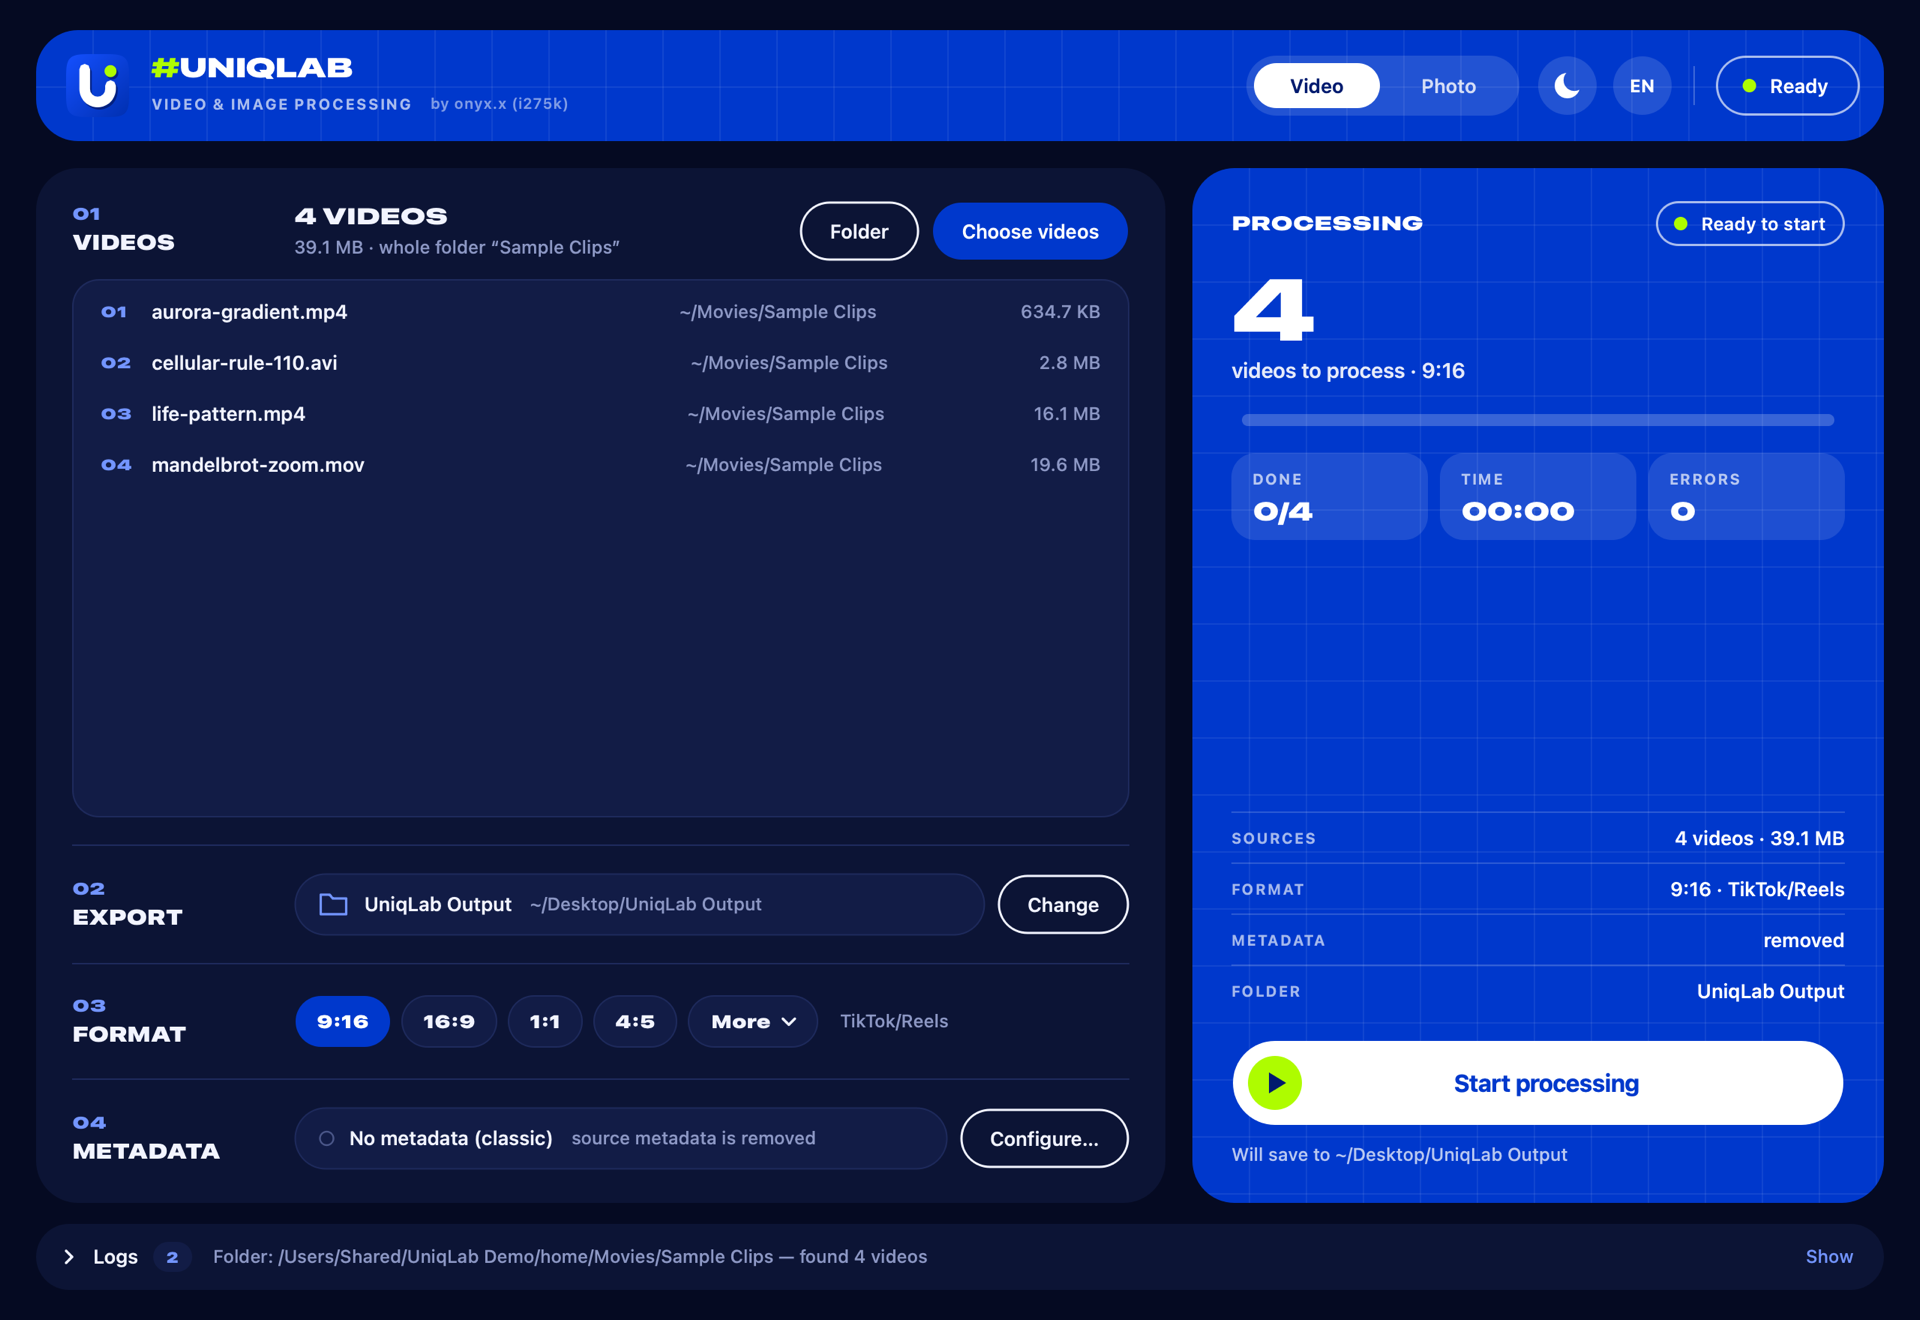 #UNIQLAB
VIDEO & IMAGE PROCESSING by onyx.x (i275k)
Video Photo EN Ready
01
VIDEOS
4 VIDEOS
39.1 MB · whole folder “Sample Clips”
Folder Choose videos
01 aurora-gradient.mp4 ~/Movies/Sample Clips 634.7 KB
02 cellular-rule-110.avi ~/Movies/Sample Clips 2.8 MB
03 life-pattern.mp4 ~/Movies/Sample Clips 16.1 MB
04 mandelbrot-zoom.mov ~/Movies/Sample Clips 19.6 MB
02
EXPORT
UniqLab Output ~/Desktop/UniqLab Output Change
03
FORMAT
9:16 16:9 1:1 4:5 More TikTok/Reels
04
METADATA
No metadata (classic) source metadata is removed Configure...
PROCESSING Ready to start
4
videos to process · 9:16
DONE
0/4
TIME
00:00
ERRORS
0
SOURCES 4 videos · 39.1 MB
FORMAT 9:16 · TikTok/Reels
METADATA removed
FOLDER UniqLab Output
Start processing
Will save to ~/Desktop/UniqLab Output
Logs 2 Folder: /Users/Shared/UniqLab Demo/home/Movies/Sample Clips — found 4 videos Show